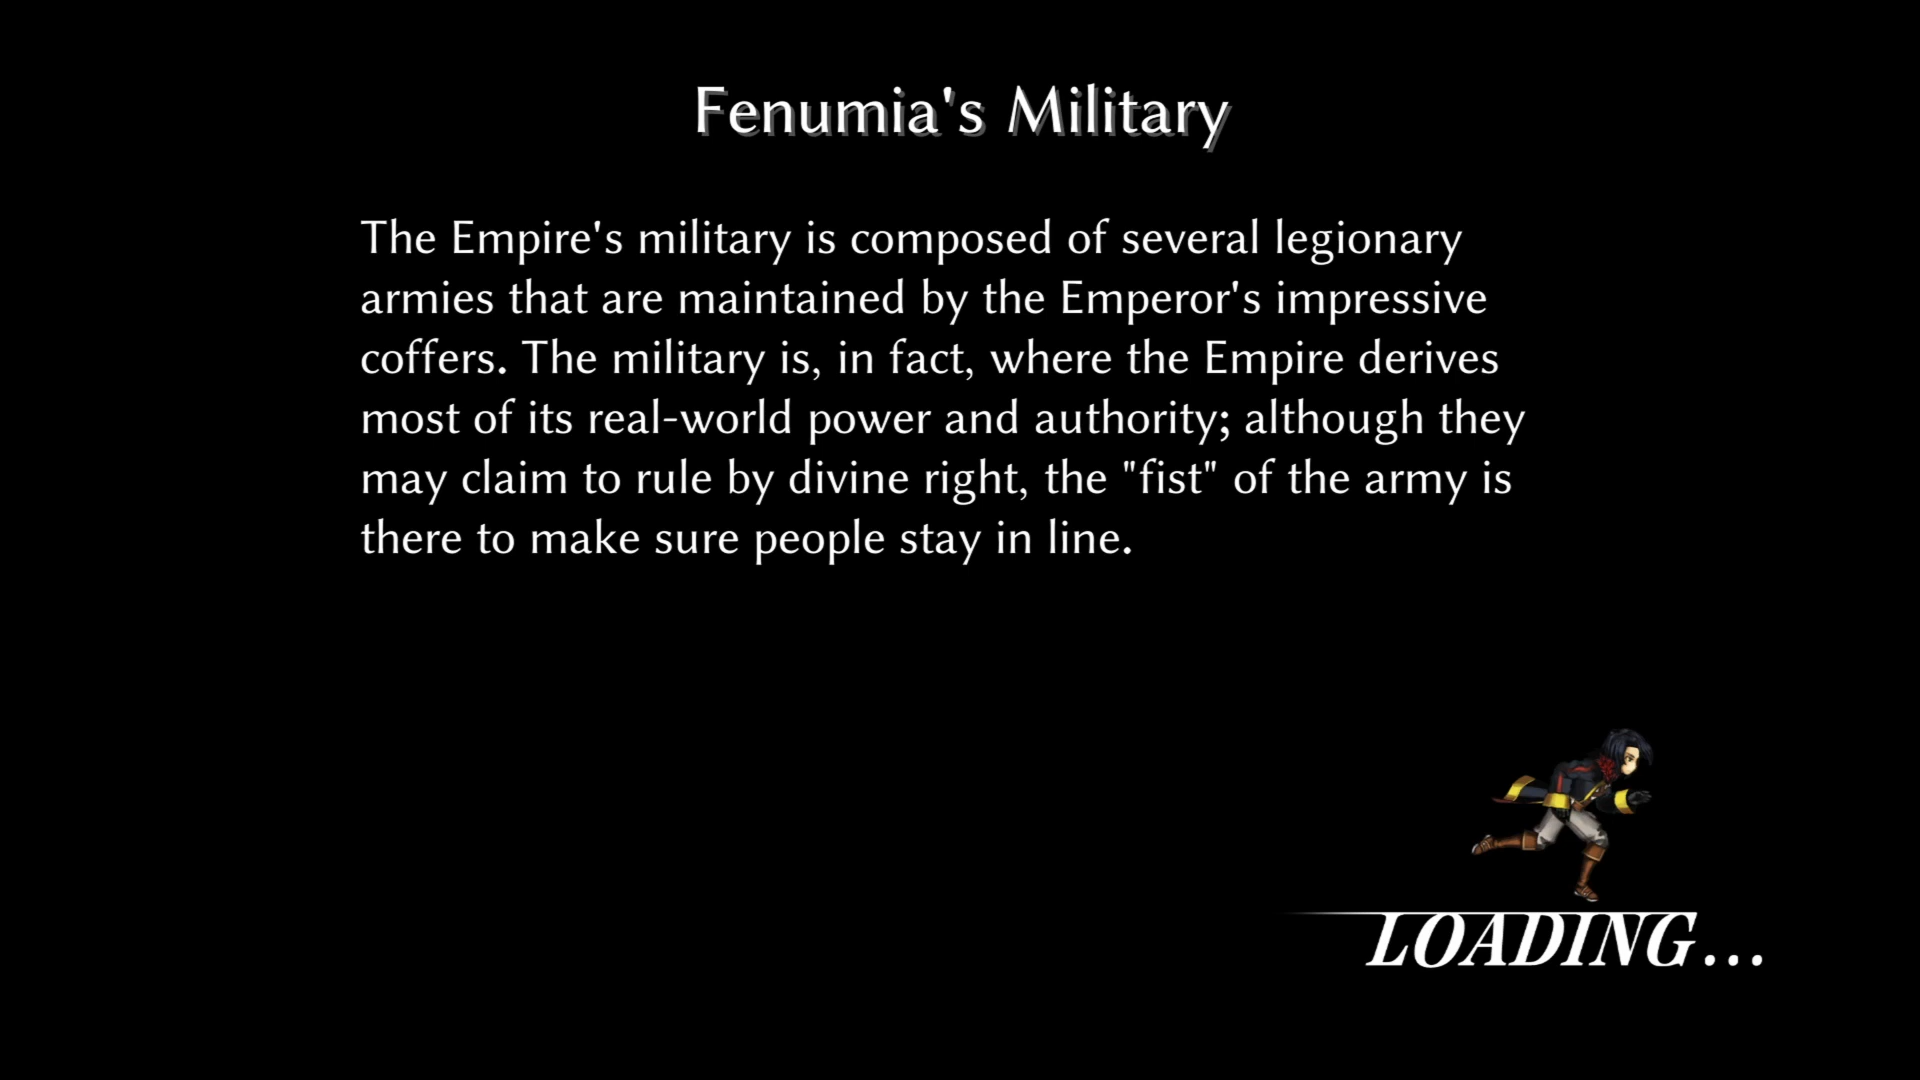 Fenumia's Military
The Empire's military is composed of several legionary
armies that are maintained by the Emperor's impressive
coffers. The military is, in fact, where the Empire derives
most of its real-world power and authority; although they
may claim to rule by divine right, the "fist" of the army is
there to make sure people stay in line.
LOADING...